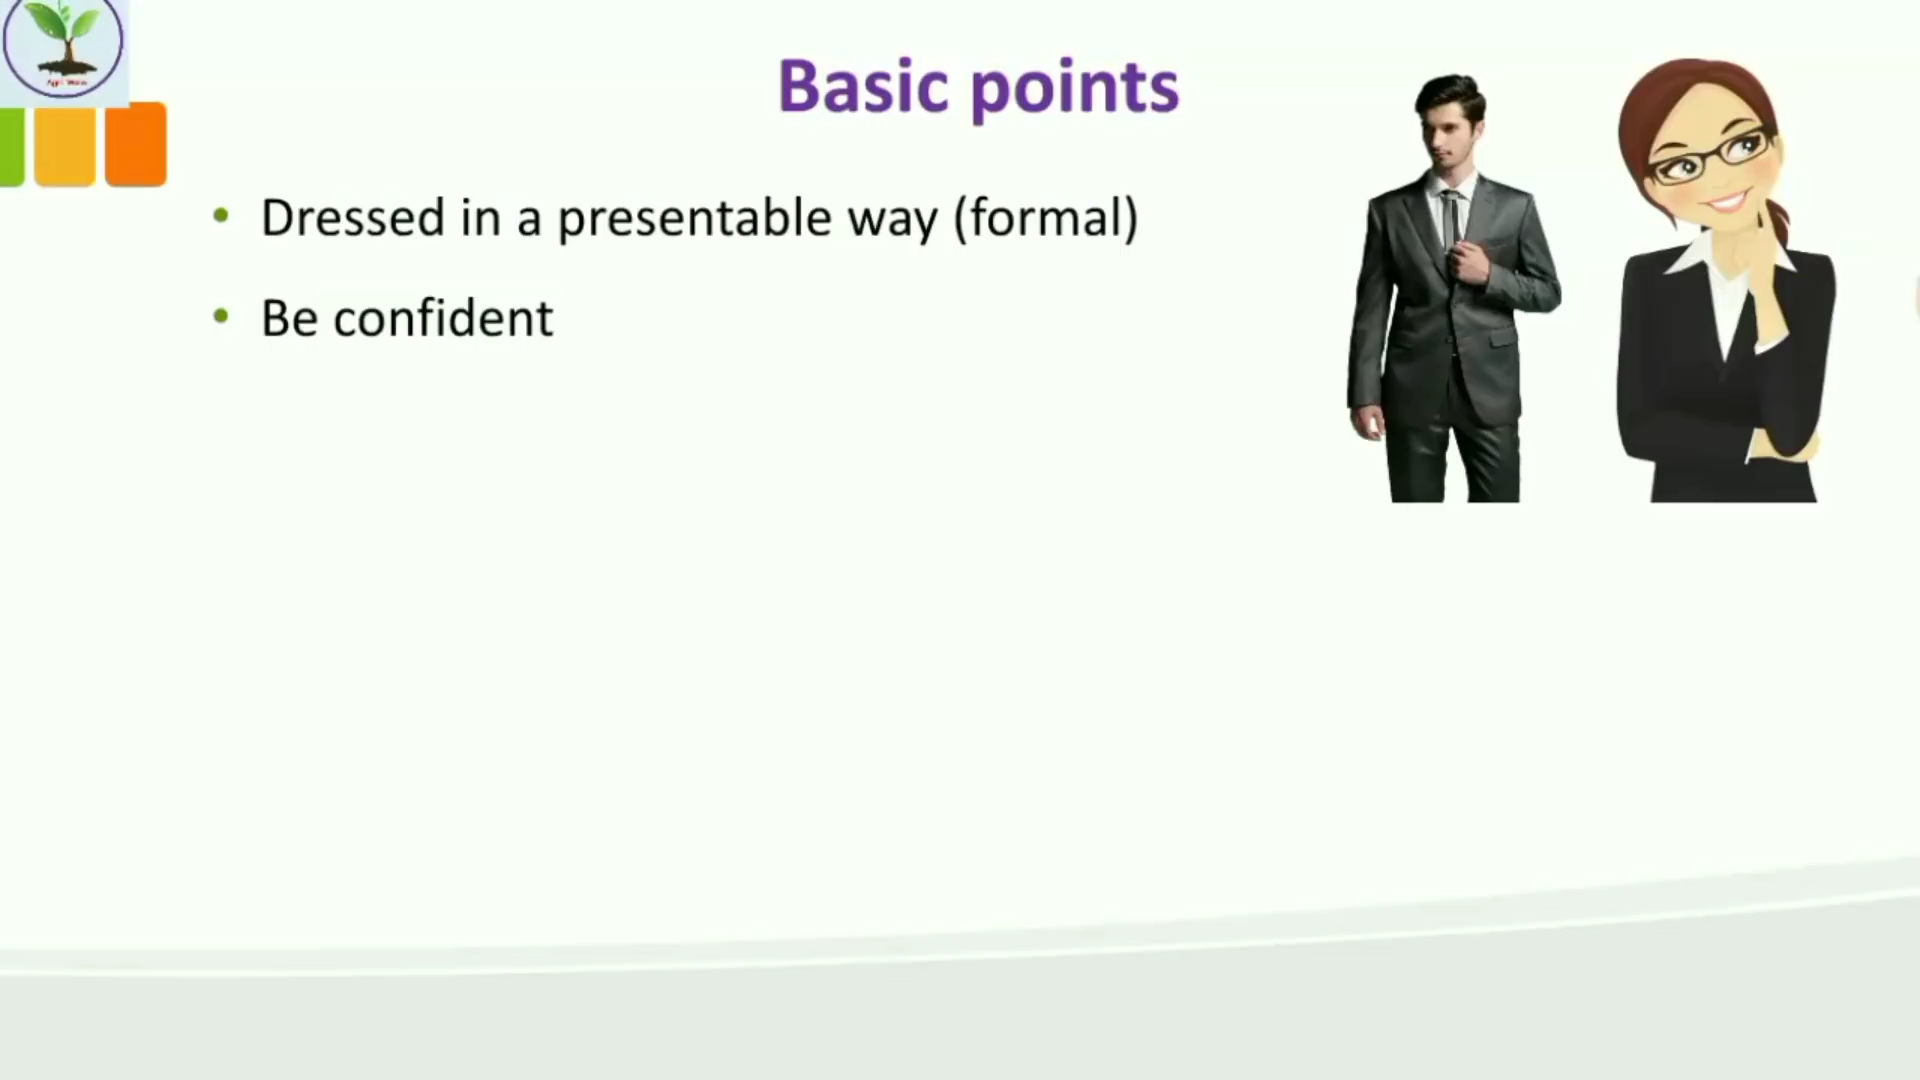 Basic points
• Dressed in a presentable way (formal)
• Be confident